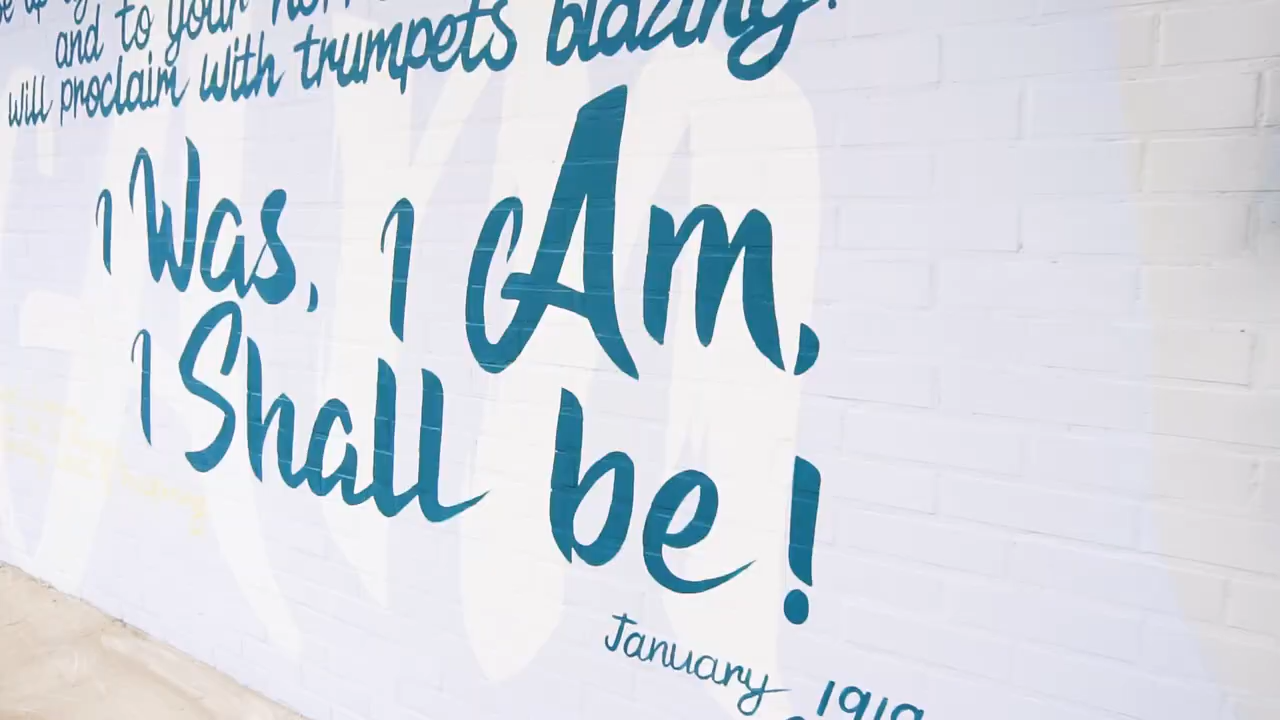 and to your
will proclaim with trumpets blazing:
I Was, I Am,
I Shall be!
January 1919